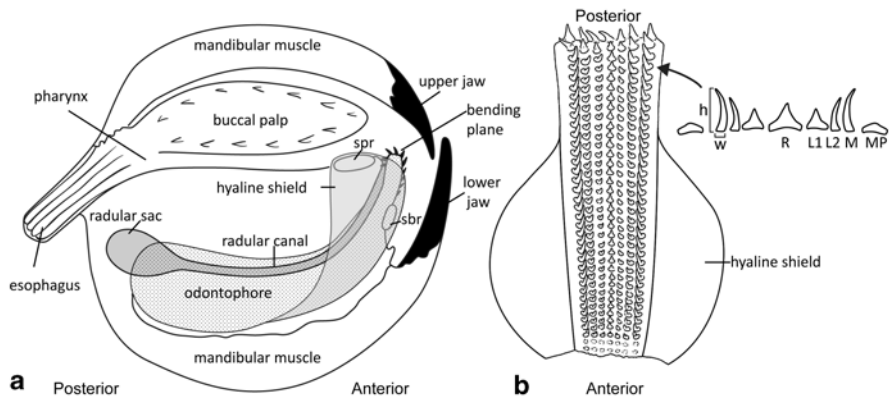 mandibular muscle
upper jaw
pharynx
bending
plane
buccal palp
spr
hyaline shield
lower
jaw
radular sac
sbr
radular canal
esophagus
odontophore
mandibular muscle
a
Posterior
Anterior
Posterior
h
w
R
L1
L2
M
MP
hyaline shield
b
Anterior